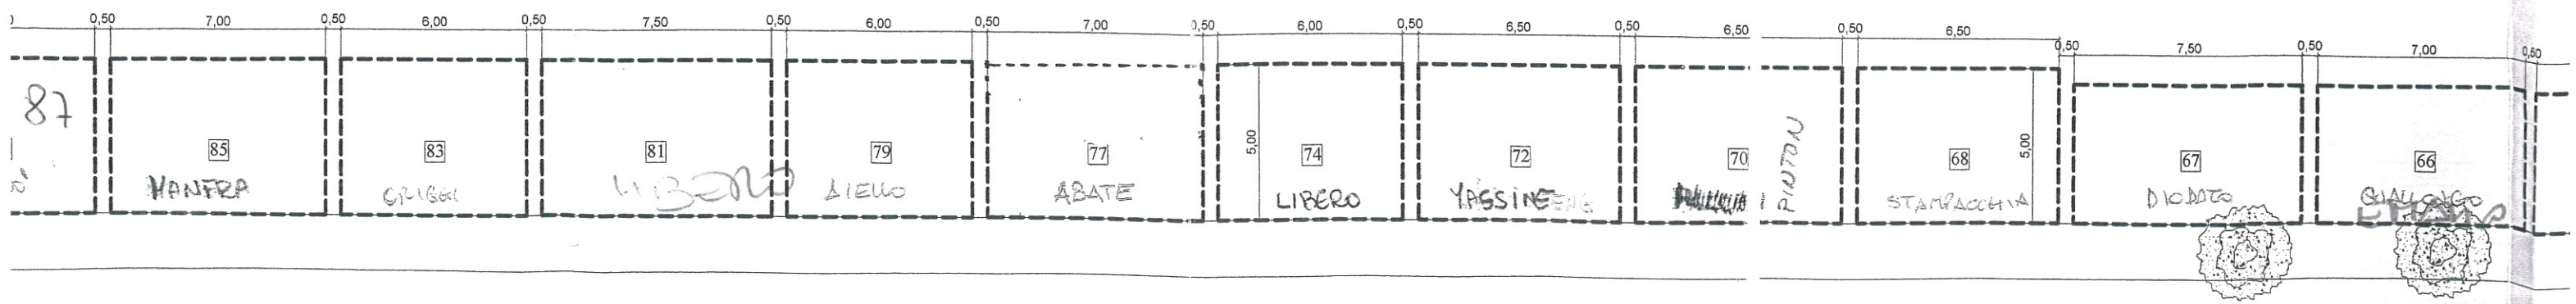 0,50 7,00 0,50 6,00 0,50 7,50 0,50 6,00 0,50 7,00 0,50 6,00 0,50 6,50 0,50 6,50 0,50 6,50 0,50 7,50 0,50 7,00 0,50
87
85 83 81 79 77 5,00 74 72 70 PINTON 68 5,00 67 66
MANFRA GRIGGI LIBERO AIELLO ABATE LIBERO YASSINE STAMPACCHIA DIODATO